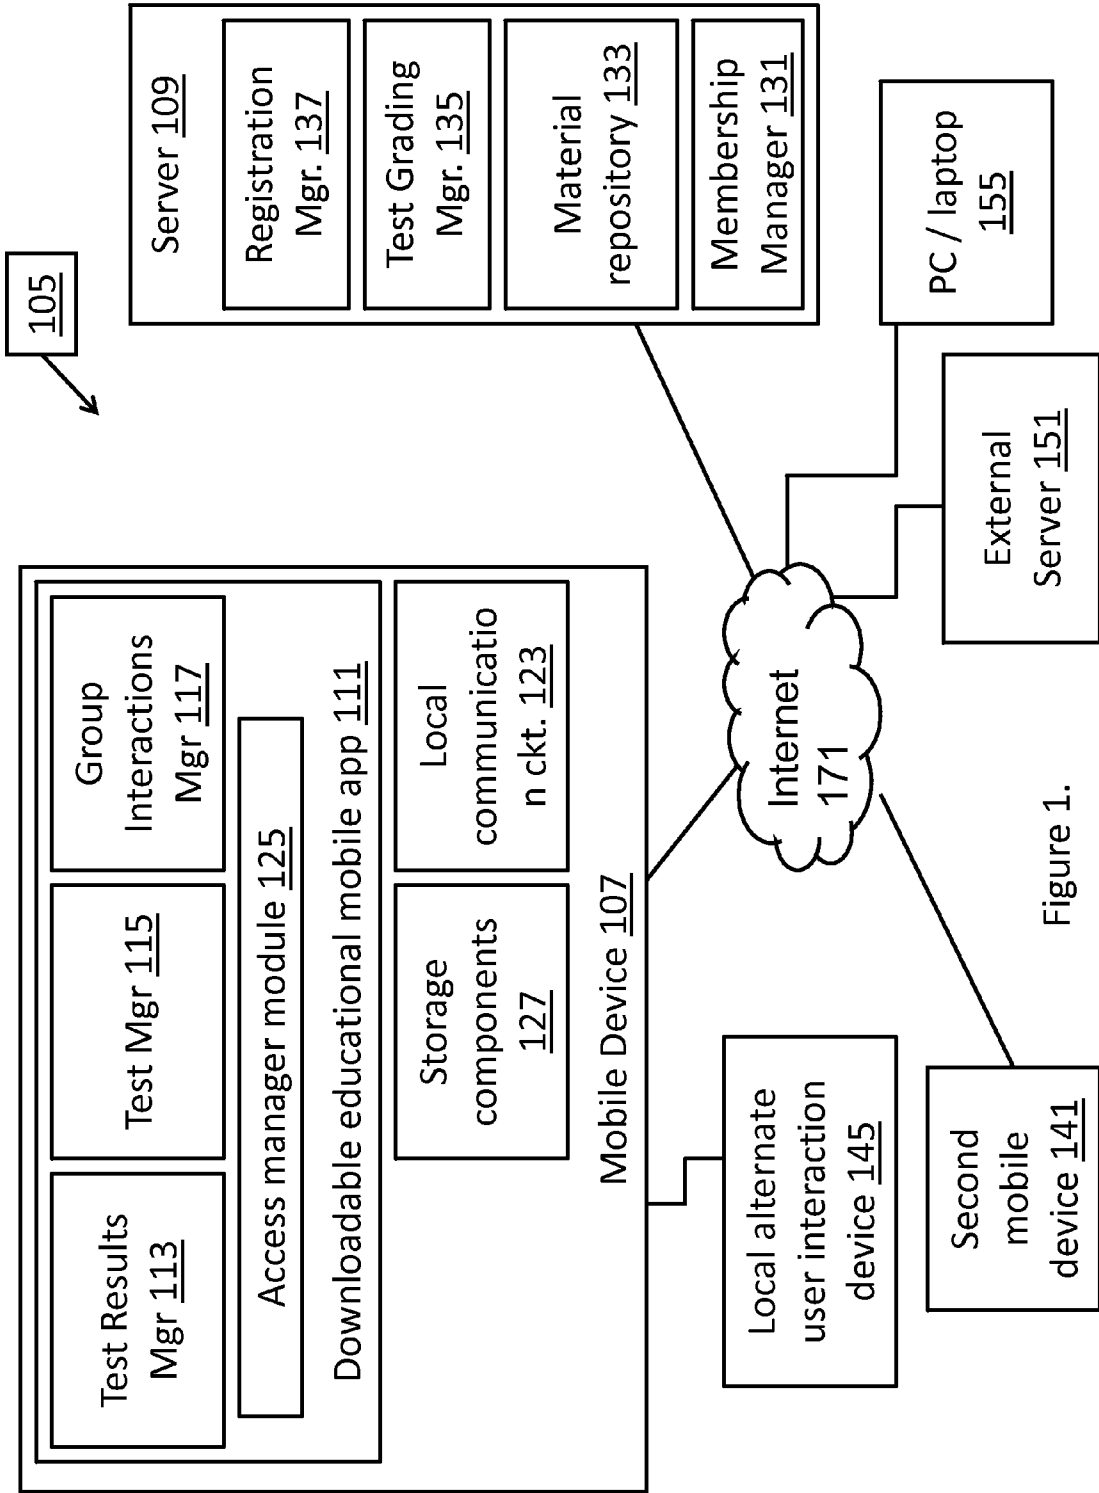 105
Test Results
Mgr 113
Test Mgr 115
Group
Interactions
Mgr 117
Access manager module 125
Downloadable educational mobile app 111
Storage
components
127
Local
communicatio
n ckt. 123
Mobile Device 107
Server 109
Registration
Mgr. 137
Test Grading
Mgr. 135
Material
repository 133
Membership
Manager 131
Local alternate
user interaction
device 145
Internet
171
PC / laptop
155
Second
mobile
device 141
External
Server 151
Figure 1.